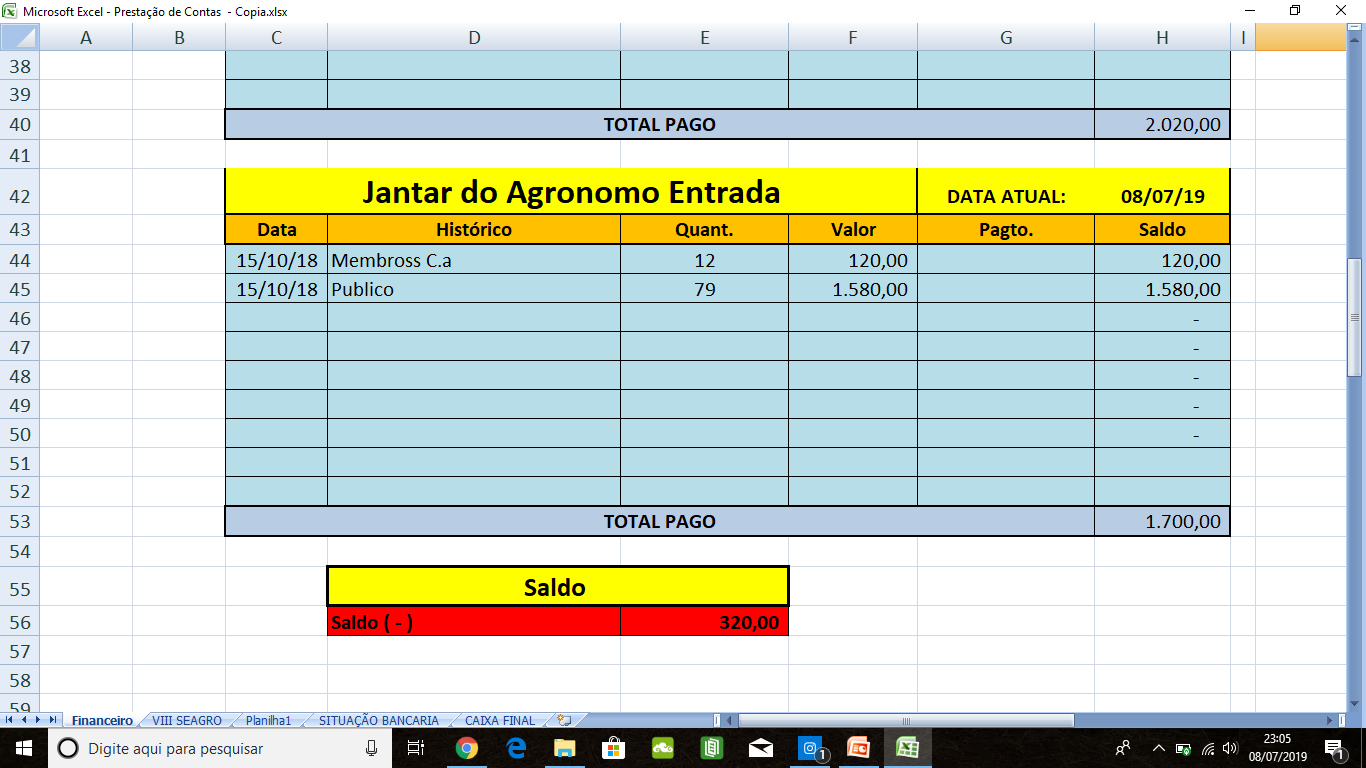 Microsoft Excel - Prestação de Contas - Copia.xlsx
A B C D E F G H I
38
39
40 TOTAL PAGO 2.020,00
41
42 Jantar do Agronomo Entrada DATA ATUAL: 08/07/19
43 Data Histórico Quant. Valor Pagto. Saldo
44 15/10/18 Membross C.a 12 120,00 120,00
45 15/10/18 Publico 79 1.580,00 1.580,00
46 -
47 -
48 -
49 -
50 -
51
52
53 TOTAL PAGO 1.700,00
54
55 Saldo
56 Saldo ( - ) 320,00
57
58
59
Financeiro VIII SEAGRO Planilha1 SITUAÇÃO BANCARIA CAIXA FINAL
Digite aqui para pesquisar
1
23:05
08/07/2019
1